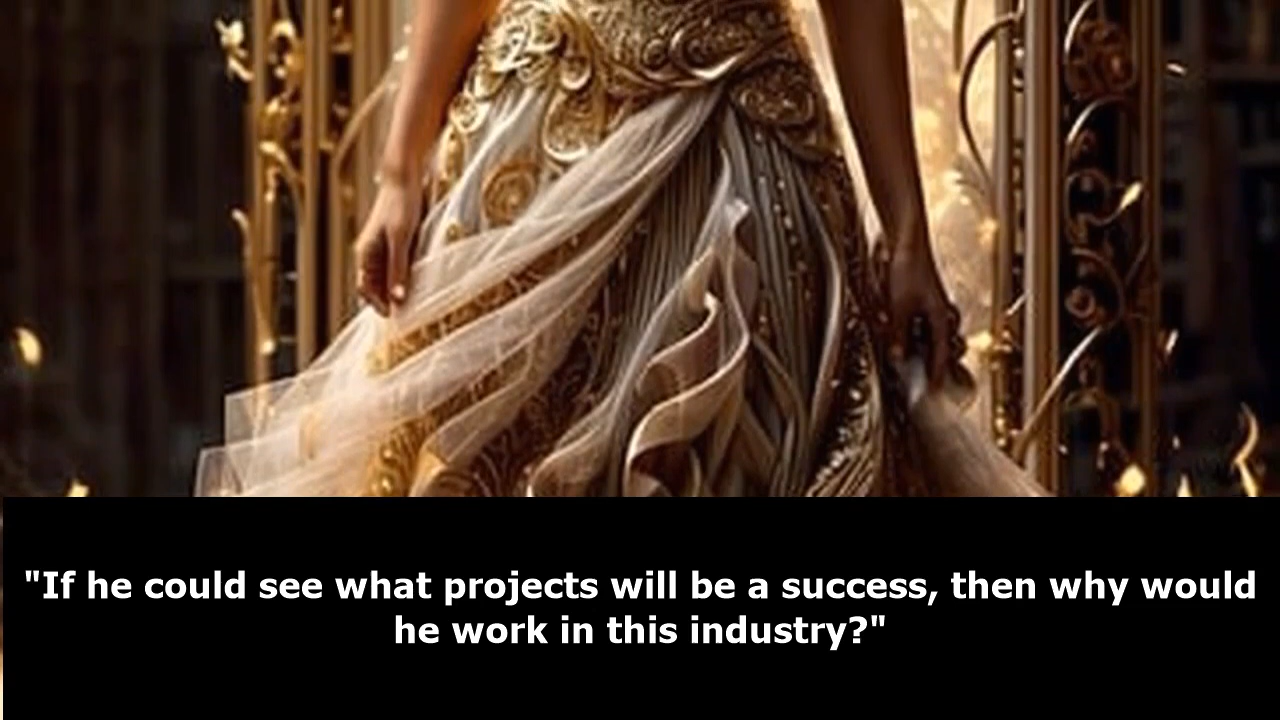 "If he could see what projects will be a success, then why would
he work in this industry?"